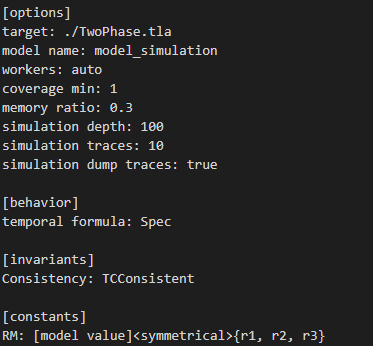 [options]
target: ./TwoPhase.tla
model name: model_simulation
workers: auto
coverage min: 1
memory ratio: 0.3
simulation depth: 100
simulation traces: 10
simulation dump traces: true

[behavior]
temporal formula: Spec

[invariants]
Consistency: TCConsistent

[constants]
RM: [model value]<symmetrical>{r1, r2, r3}